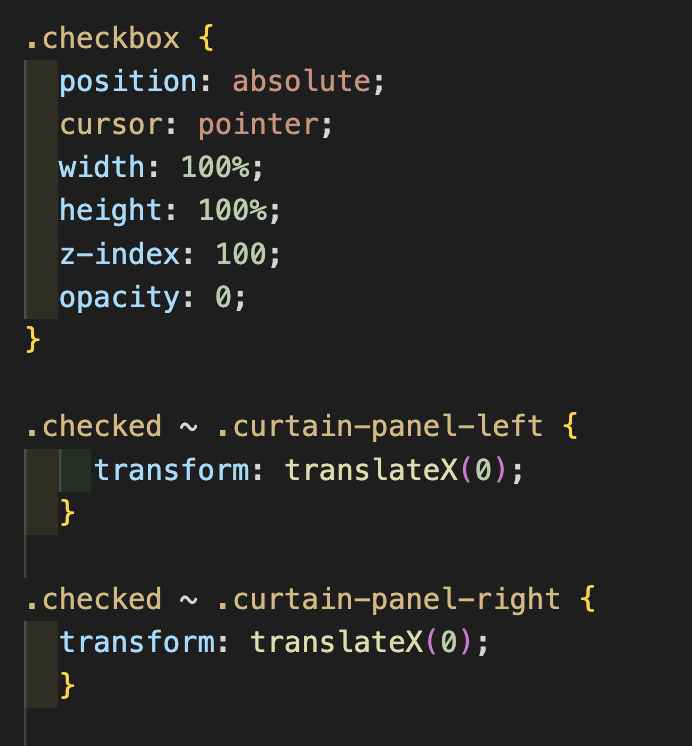 .checkbox {
  position: absolute;
  cursor: pointer;
  width: 100%;
  height: 100%;
  z-index: 100;
  opacity: 0;
}

.checked ~ .curtain-panel-left {
    transform: translateX(0);
  }

.checked ~ .curtain-panel-right {
  transform: translateX(0);
  }